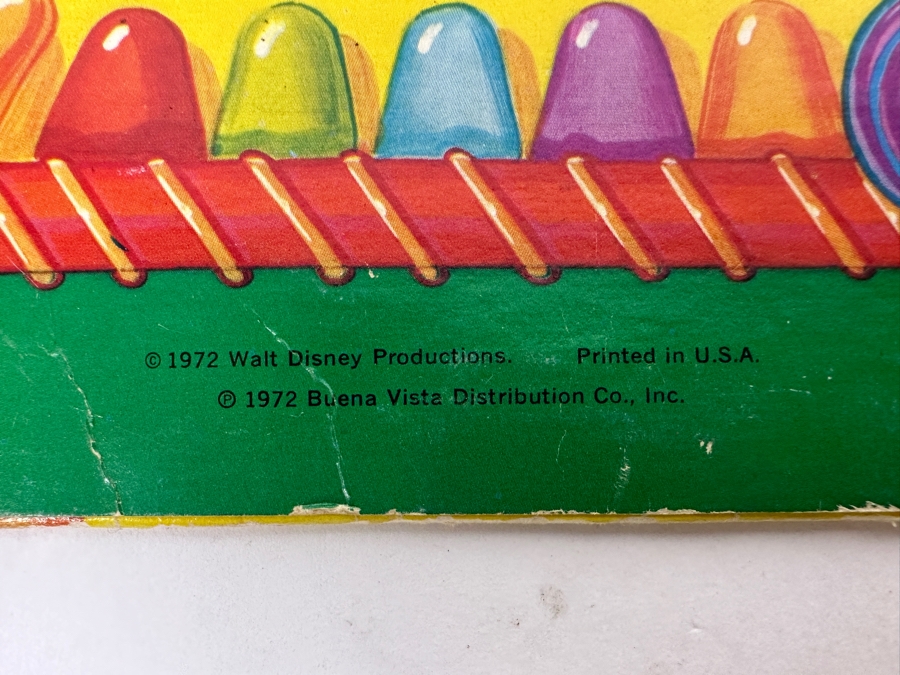 © 1972 Walt Disney Productions. Printed in U.S.A.
℗ 1972 Buena Vista Distribution Co., Inc.